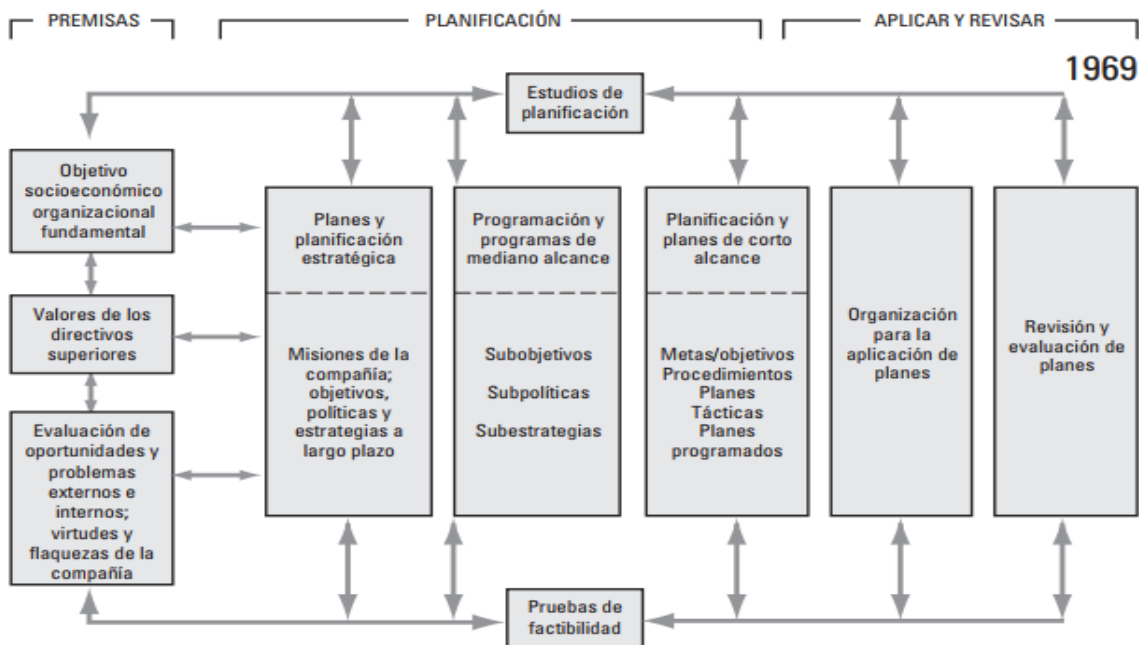 PREMISAS
PLANIFICACIÓN
APLICAR Y REVISAR
1969
Estudios de
planificación
Objetivo
socioeconómico
organizacional
fundamental
Valores de los
directivos
superiores
Evaluación de
oportunidades y
problemas
externos e
internos;
virtudes y
flaquezas de la
compañía
Planes y
planificación
estratégica
Misiones de la
compañía;
objetivos,
políticas y
estrategias a
largo plazo
Programación y
programas de
mediano alcance
Subobjetivos
Subpolíticas
Subestrategias
Planificación y
planes de corto
alcance
Metas/objetivos
Procedimientos
Planes
Tácticas
Planes
programados
Organización
para la
aplicación de
planes
Revisión y
evaluación de
planes
Pruebas de
factibilidad